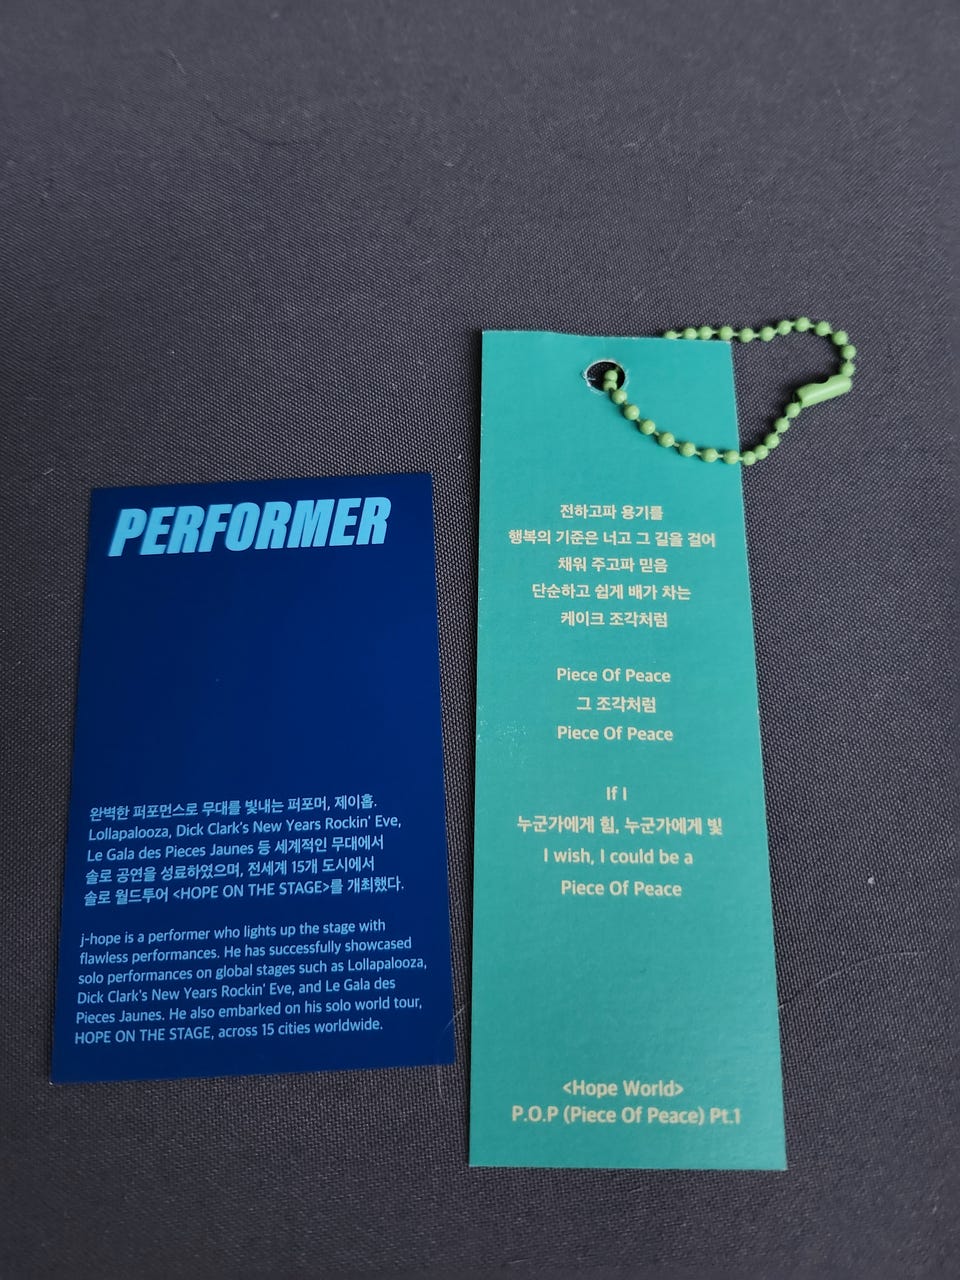 PERFORMER
완벽한 퍼포먼스로 무대를 빛내는 퍼포머, 제이홉.
Lollapalooza, Dick Clark's New Years Rockin' Eve,
Le Gala des Pieces Jaunes 등 세계적인 무대에서
솔로 공연을 성료하였으며, 전세계 15개 도시에서
솔로 월드투어 <HOPE ON THE STAGE>를 개최했다.
j-hope is a performer who lights up the stage with
flawless performances. He has successfully showcased
solo performances on global stages such as Lollapalooza,
Dick Clark's New Years Rockin' Eve, and Le Gala des
Pieces Jaunes. He also embarked on his solo world tour,
HOPE ON THE STAGE, across 15 cities worldwide.
전하고파 용기를
행복의 기준은 너고 그 길을 걸어
채워 주고파 믿음
단순하고 쉽게 배가 차는
케이크 조각처럼
Piece Of Peace
그 조각처럼
Piece Of Peace
If I
누군가에게 힘, 누군가에게 빛
I wish, I could be a
Piece Of Peace
<Hope World>
P.O.P (Piece Of Peace) Pt.1